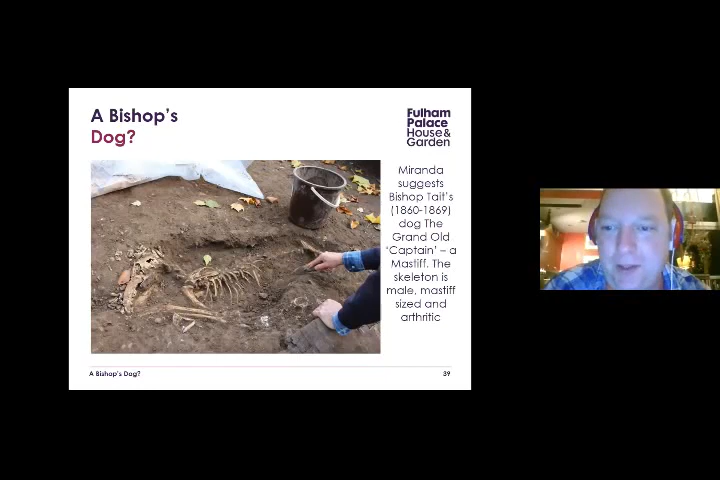 A Bishop's
Dog?
Fulham
Palace
House&
Garden
Miranda
suggests
Bishop Tait's
(1860-1869)
dog The
Grand Old
'Captain' – a
Mastiff. The
skeleton is
male, mastiff
sized and
arthritic
A Bishop's Dog?
39